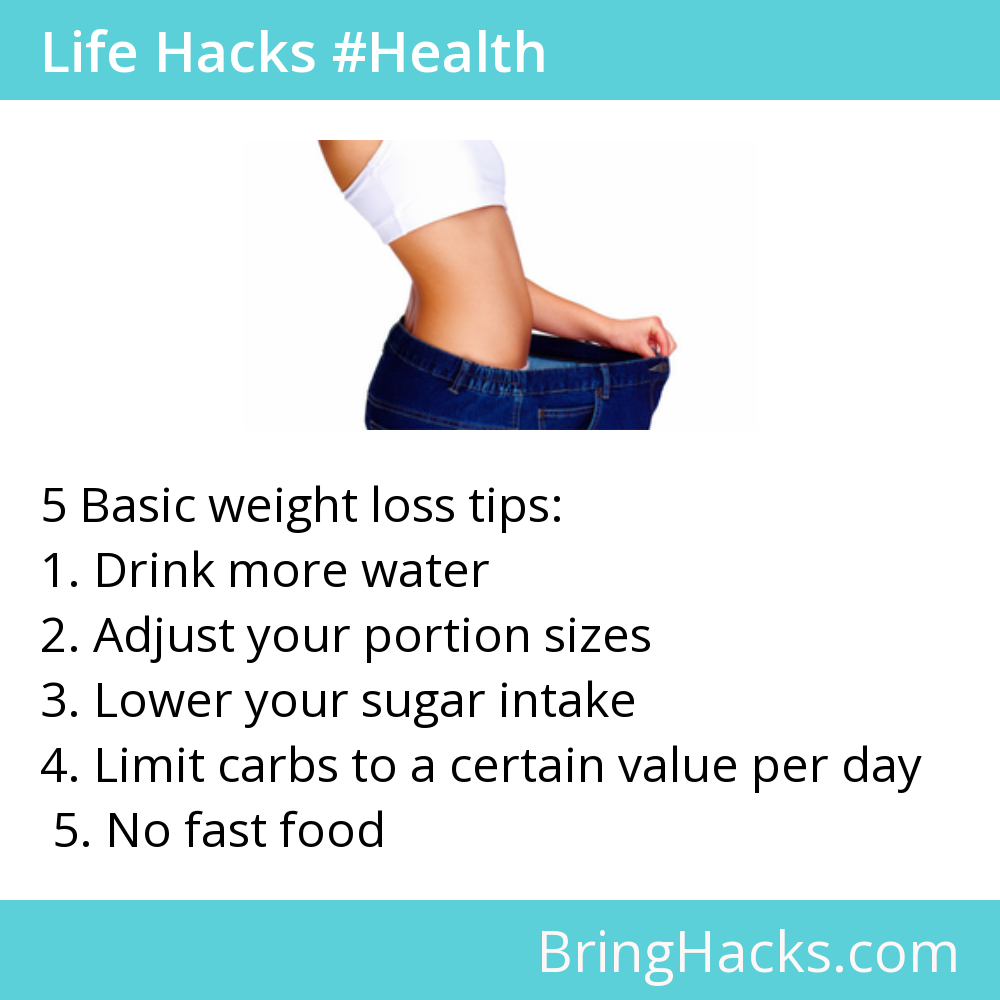 Life Hacks #Health
5 Basic weight loss tips:
1. Drink more water
2. Adjust your portion sizes
3. Lower your sugar intake
4. Limit carbs to a certain value per day
5. No fast food
BringHacks.com